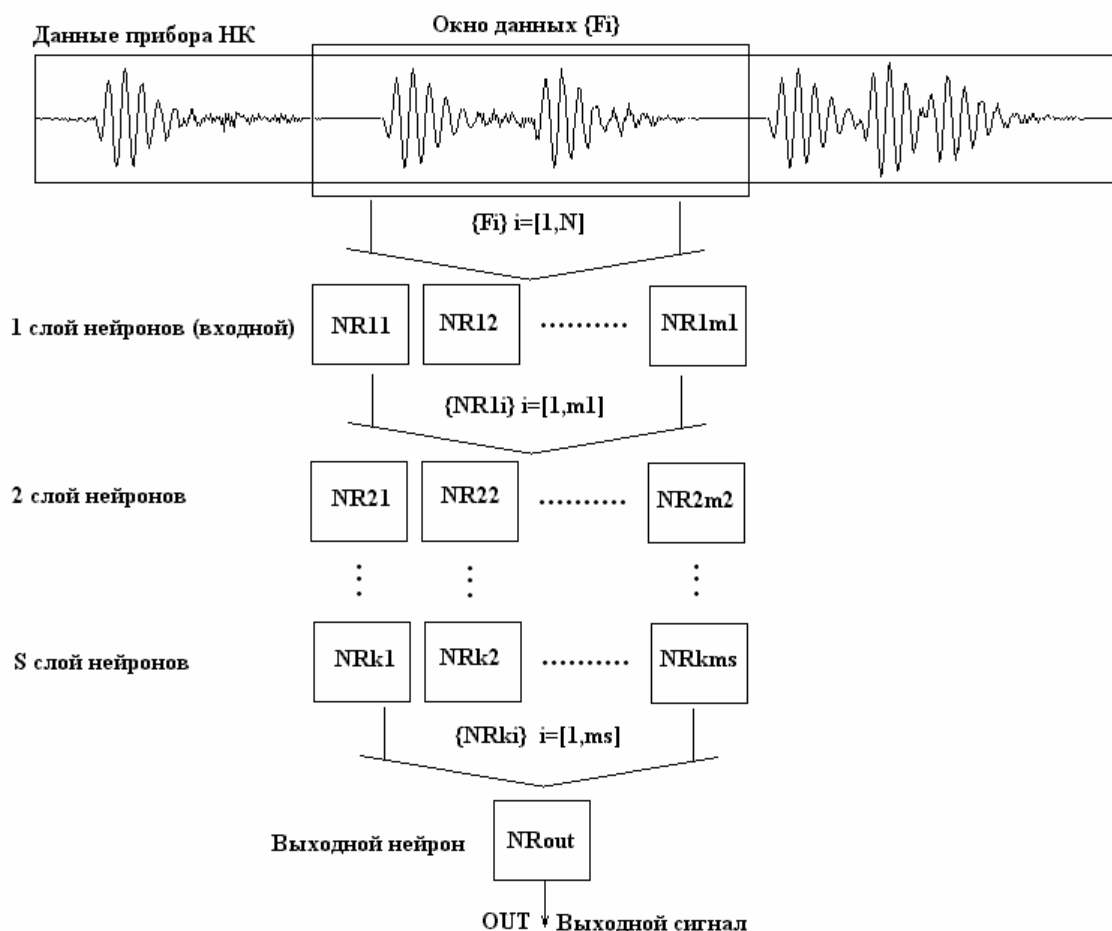 Окно данных {Fi}
Данные прибора НК
{Fi} i=[1,N]
1 слой нейронов (входной)
NR11 NR12 .......... NR1m1
{NR1i} i=[1,m1]
2 слой нейронов
NR21 NR22 .......... NR2m2
S слой нейронов
NRk1 NRk2 .......... NRkms
{NRki} i=[1,ms]
Выходной нейрон
NRout
OUT Выходной сигнал